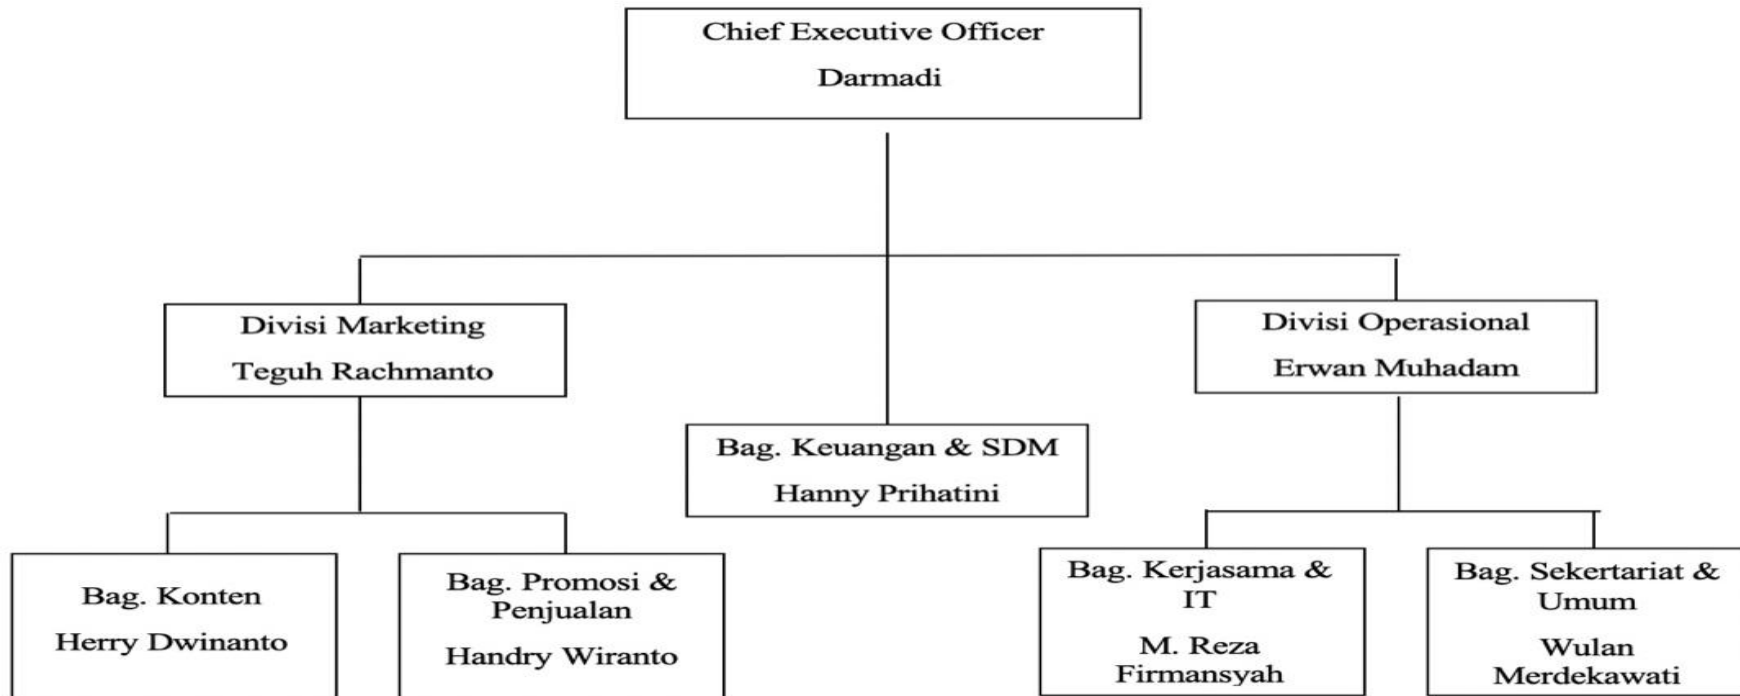 Chief Executive Officer
Darmadi
Divisi Marketing
Teguh Rachmanto
Divisi Operasional
Erwan Muhadam
Bag. Keuangan & SDM
Hanny Prihatini
Bag. Konten
Herry Dwinanto
Bag. Promosi &
Penjualan
Handry Wiranto
Bag. Kerjasama &
IT
M. Reza
Firmansyah
Bag. Sekertariat &
Umum
Wulan
Merdekawati